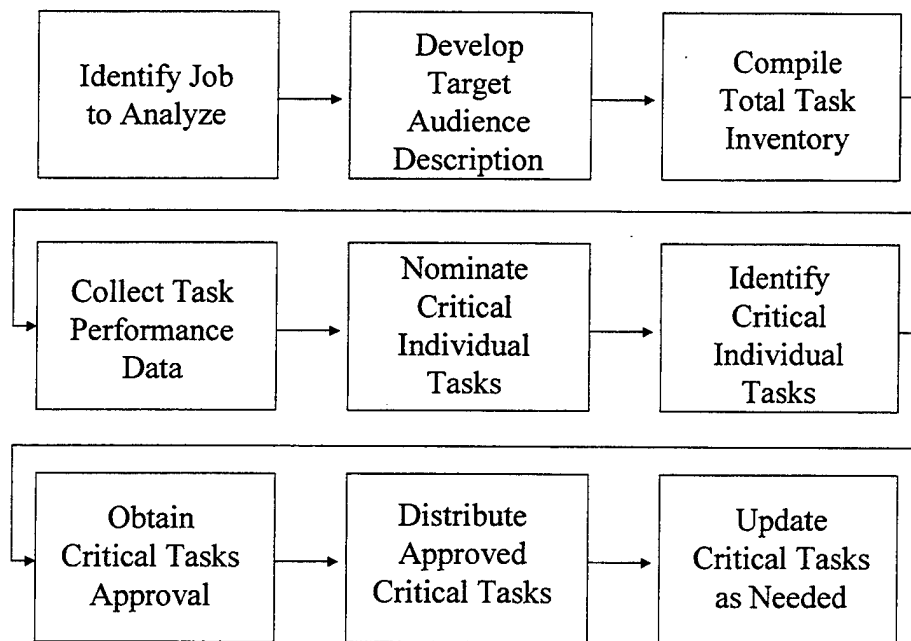 Identify Job
to Analyze
Develop
Target
Audience
Description
Compile
Total Task
Inventory
Collect Task
Performance
Data
Nominate
Critical
Individual
Tasks
Identify
Critical
Individual
Tasks
Obtain
Critical Tasks
Approval
Distribute
Approved
Critical Tasks
Update
Critical Tasks
as Needed